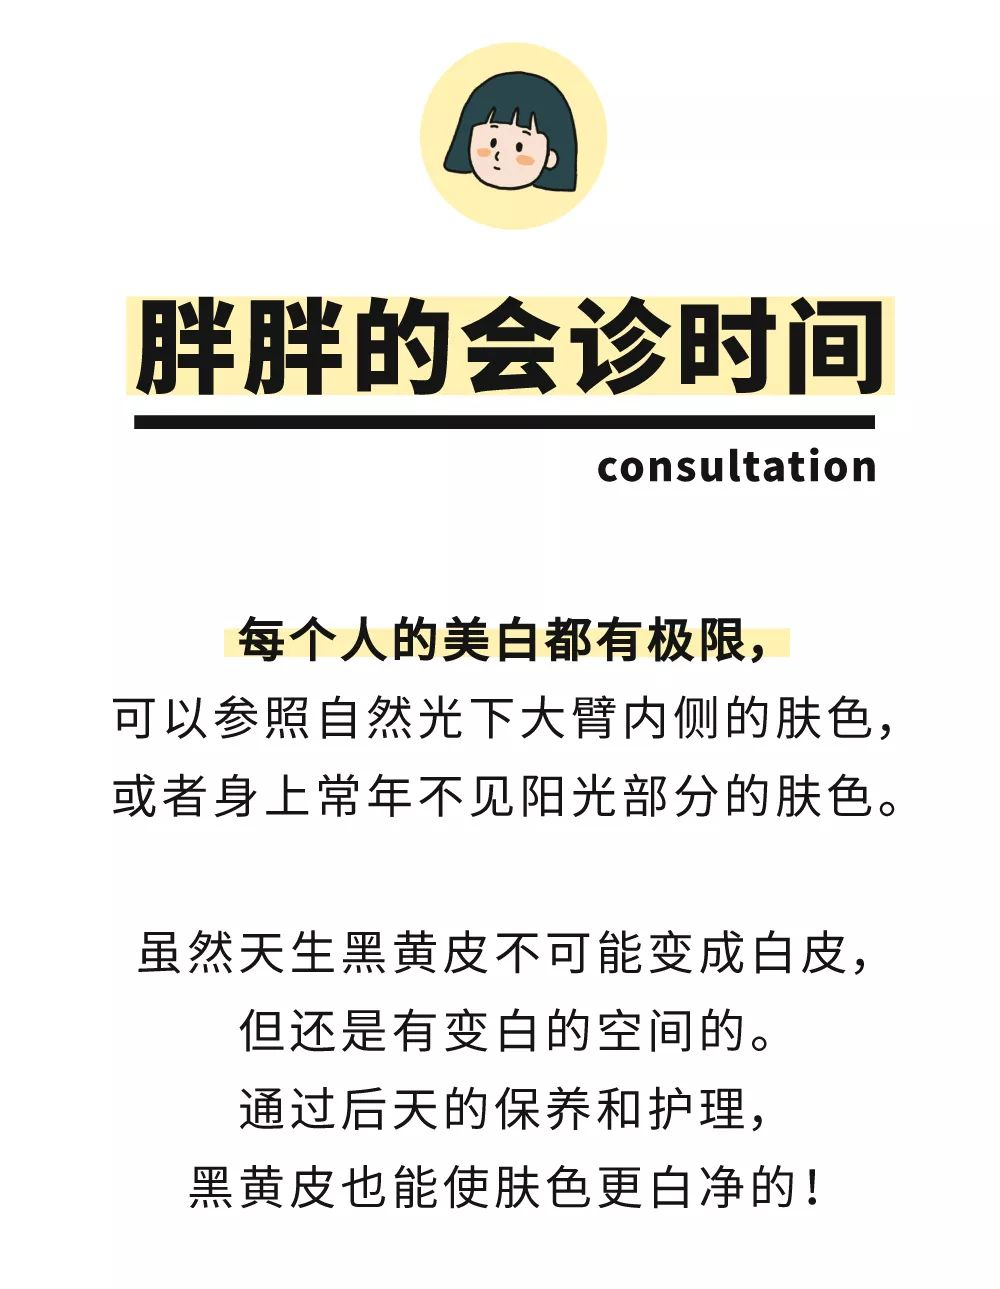 胖胖的会诊时间
consultation
每个人的美白都有极限，
可以参照自然光下大臂内侧的肤色，
或者身上常年不见阳光部分的肤色。
虽然天生黑黄皮不可能变成白皮，
但还是有变白的空间的。
通过后天的保养和护理，
黑黄皮也能使肤色更白净的！